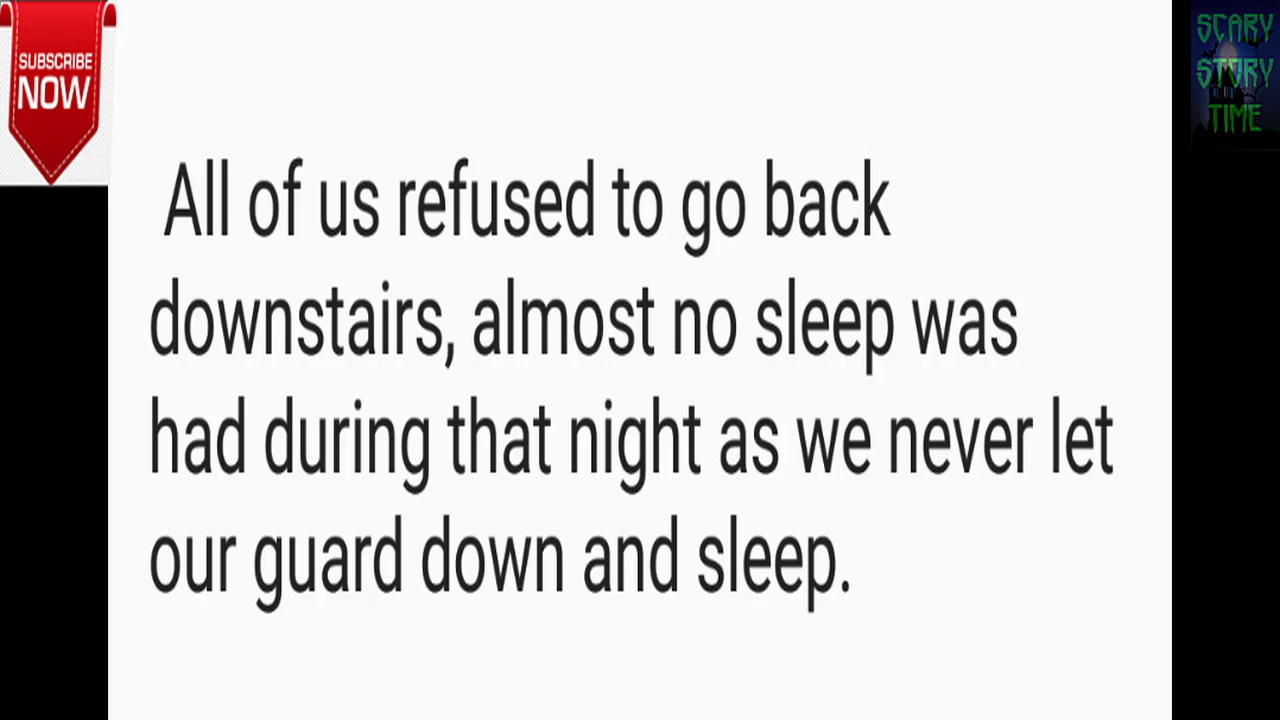 SUBSCRIBE
NOW
SCARY
STORY
TIME
All of us refused to go back
downstairs, almost no sleep was
had during that night as we never let
our guard down and sleep.